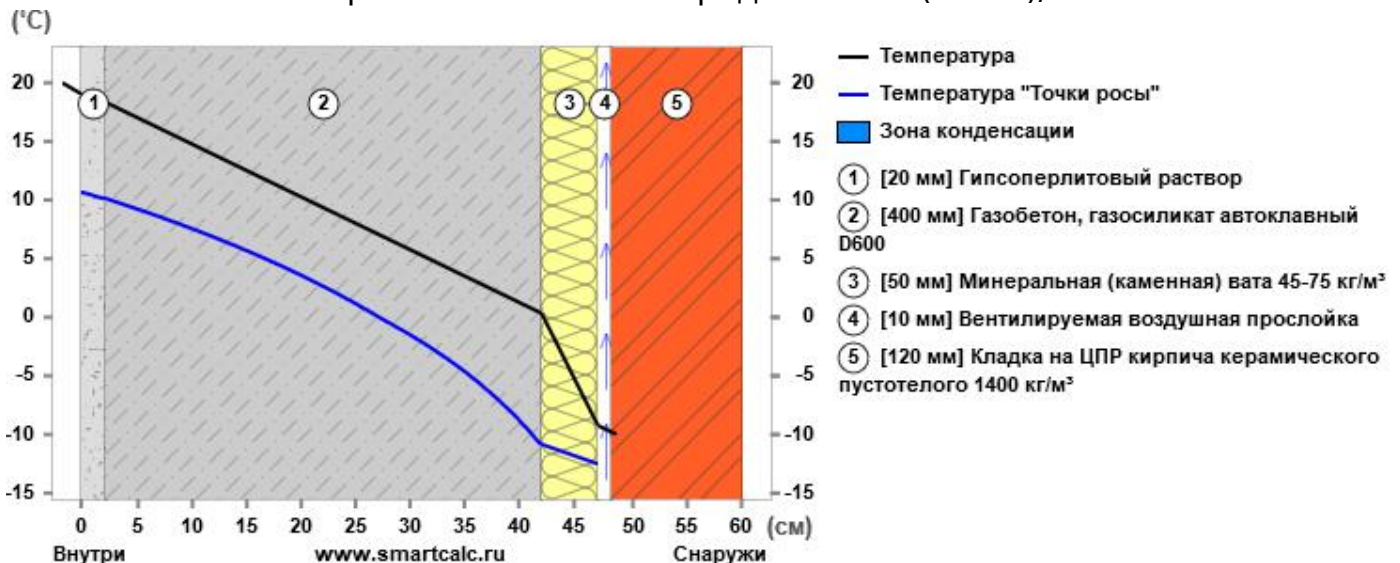 (°C)
20
15
10
5
0
-5
-10
-15
1
2
3
4
5
20
15
10
5
0
-5
-10
-15
0 5 10 15 20 25 30 35 40 45 50 55 60 (см)
Внутри www.smartcalc.ru Снаружи
Температура
Температура "Точки росы"
Зона конденсации
1 [20 мм] Гипсоперлитовый раствор
2 [400 мм] Газобетон, газосиликат автоклавный
D600
3 [50 мм] Минеральная (каменная) вата 45-75 кг/м³
4 [10 мм] Вентилируемая воздушная прослойка
5 [120 мм] Кладка на ЦПР кирпича керамического
пустотелого 1400 кг/м³